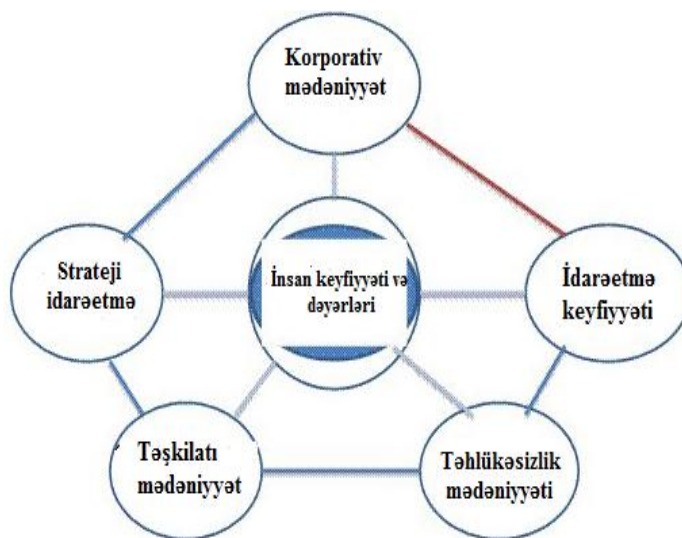 Korporativ
mədəniyyət
Strateji
idarəetmə
İnsan keyfiyyəti və
dəyərləri
İdarəetmə
keyfiyyəti
Təşkilatı
mədəniyyət
Təhlükəsizlik
mədəniyyəti